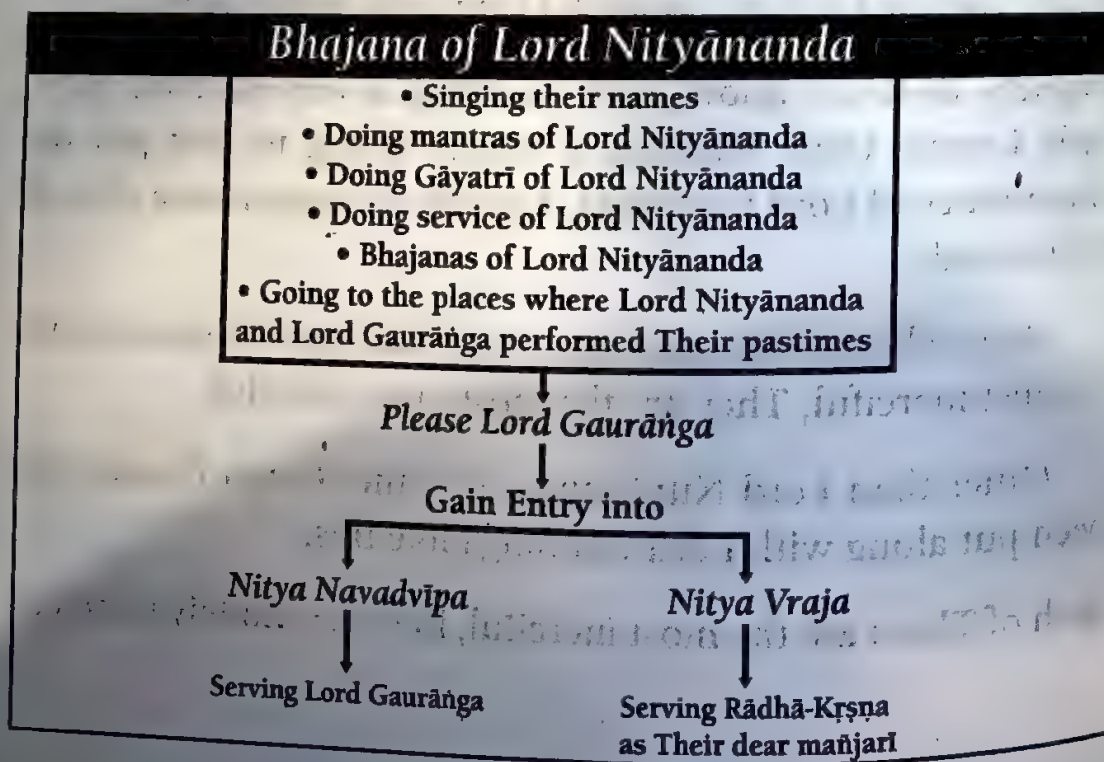 Bhajana of Lord Nityānanda
• Singing their names
• Doing mantras of Lord Nityānanda
• Doing Gāyatrī of Lord Nityānanda
• Doing service of Lord Nityānanda
• Bhajanas of Lord Nityānanda
• Going to the places where Lord Nityānanda
and Lord Gaurāṅga performed Their pastimes
Please Lord Gaurāṅga
Gain Entry into
Nitya Navadvīpa
Nitya Vraja
Serving Lord Gaurāṅga
Serving Rādhā-Kṛṣṇa
as Their dear mañjarī